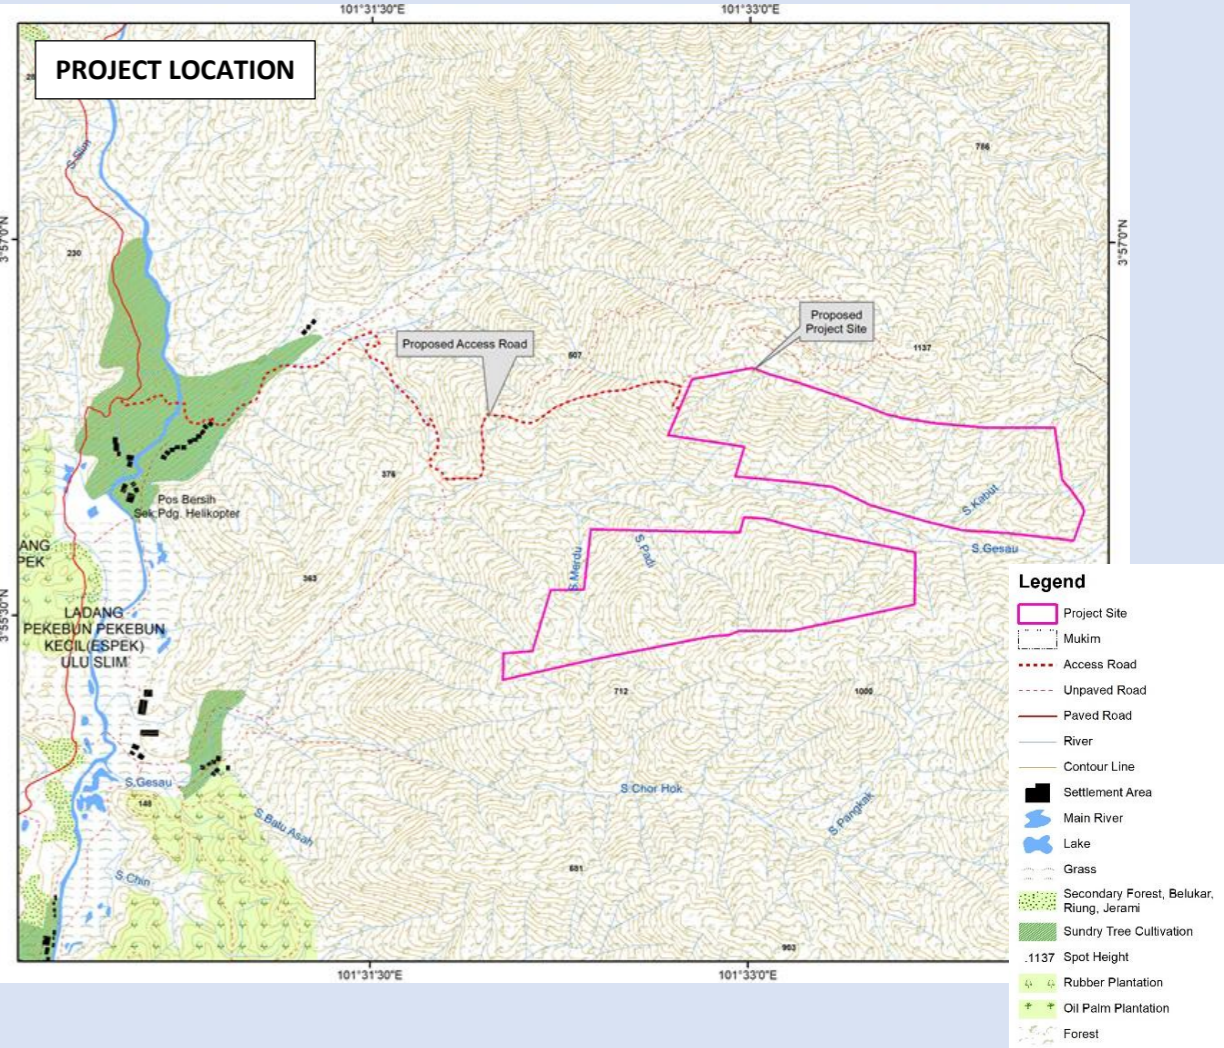 101°31'30"E
101°33'0"E
PROJECT LOCATION
S.Slim
786
3°57'0"N
3°57'0"N
230
Proposed
Project Site
Proposed Access Road
607
1137
376
Pos Bersih
Sek Pdg. Helikopter
S.Kabut
S.Gesau
ANG
PEK
S.Merdu
S.Padi
363
3°55'30"N
LADANG
PEKEBUN PEKEBUN
KECIL(ESPEK)
ULU SLIM
712
1000
S.Gesau
148
S.Chor Hok
S.Batu Asah
S.Pangkak
S.Chin
681
903
101°31'30"E
101°33'0"E
Legend
Project Site
Mukim
Access Road
Unpaved Road
Paved Road
River
Contour Line
Settlement Area
Main River
Lake
Grass
Secondary Forest, Belukar,
Riung, Jerami
Sundry Tree Cultivation
.1137 Spot Height
Rubber Plantation
Oil Palm Plantation
Forest